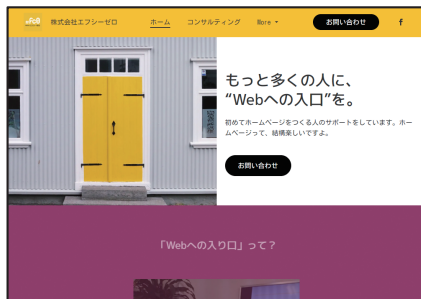 株式会社エフシーゼロ
ホーム
コンサルティング
More
お問い合わせ
f
もっと多くの人に、
“Webへの入口”を。
初めてホームページをつくる人のサポートをしています。ホー
ムページって、結構楽しいですよ。
お問い合わせ
「Webへの入り口」って？